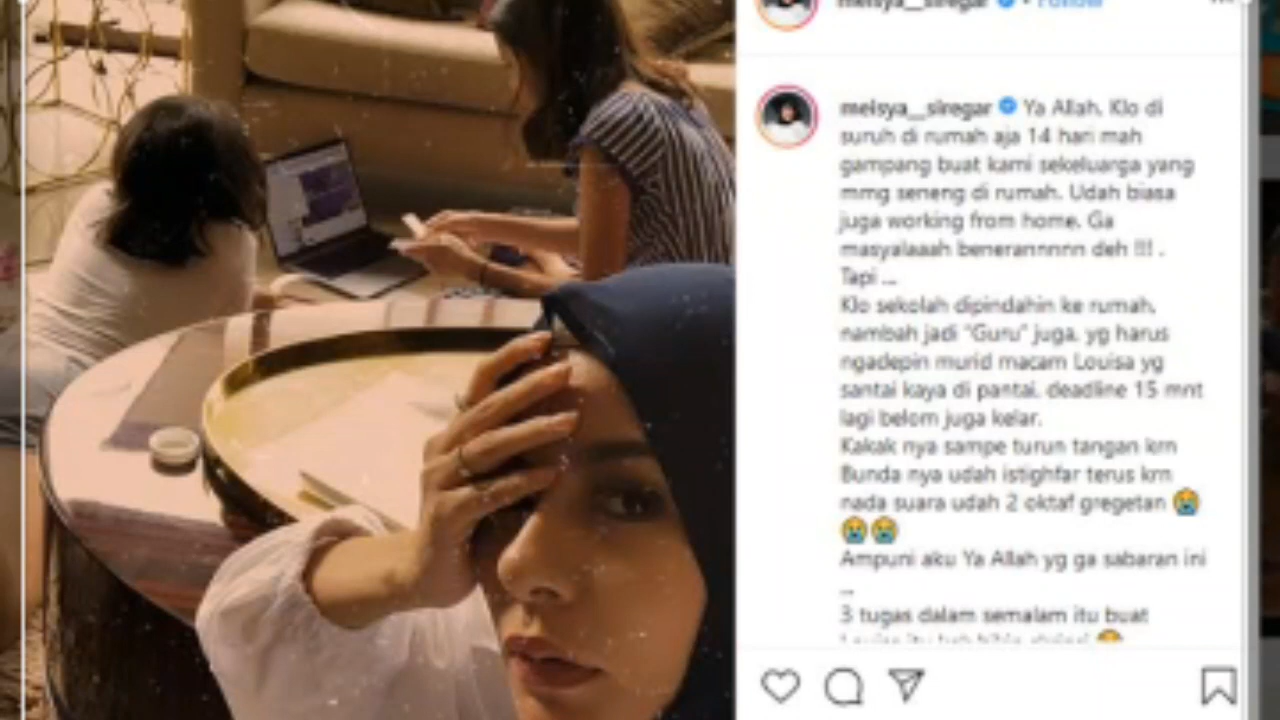 meisya__siregar Ya Allah. Klo di
suruh di rumah aja 14 hari mah
gampang buat kami sekeluarga yang
mmg seneng di rumah. Udah biasa
juga working from home. Ga
masyalaaah benerannnnn deh !!! .
Tapi ...
Klo sekolah dipindahin ke rumah,
nambah jadi "Guru" juga, yg harus
ngadepin murid macam Louisa yg
santai kaya di pantai, deadline 15 mnt
lagi belom juga kelar.
Kakak nya sampe turun tangan krn
Bunda nya udah istighfar terus krn
nada suara udah 2 oktaf gregetan 😭
😭😭
Ampuni aku Ya Allah yg ga sabaran ini
...
3 tugas dalam semalam itu buat